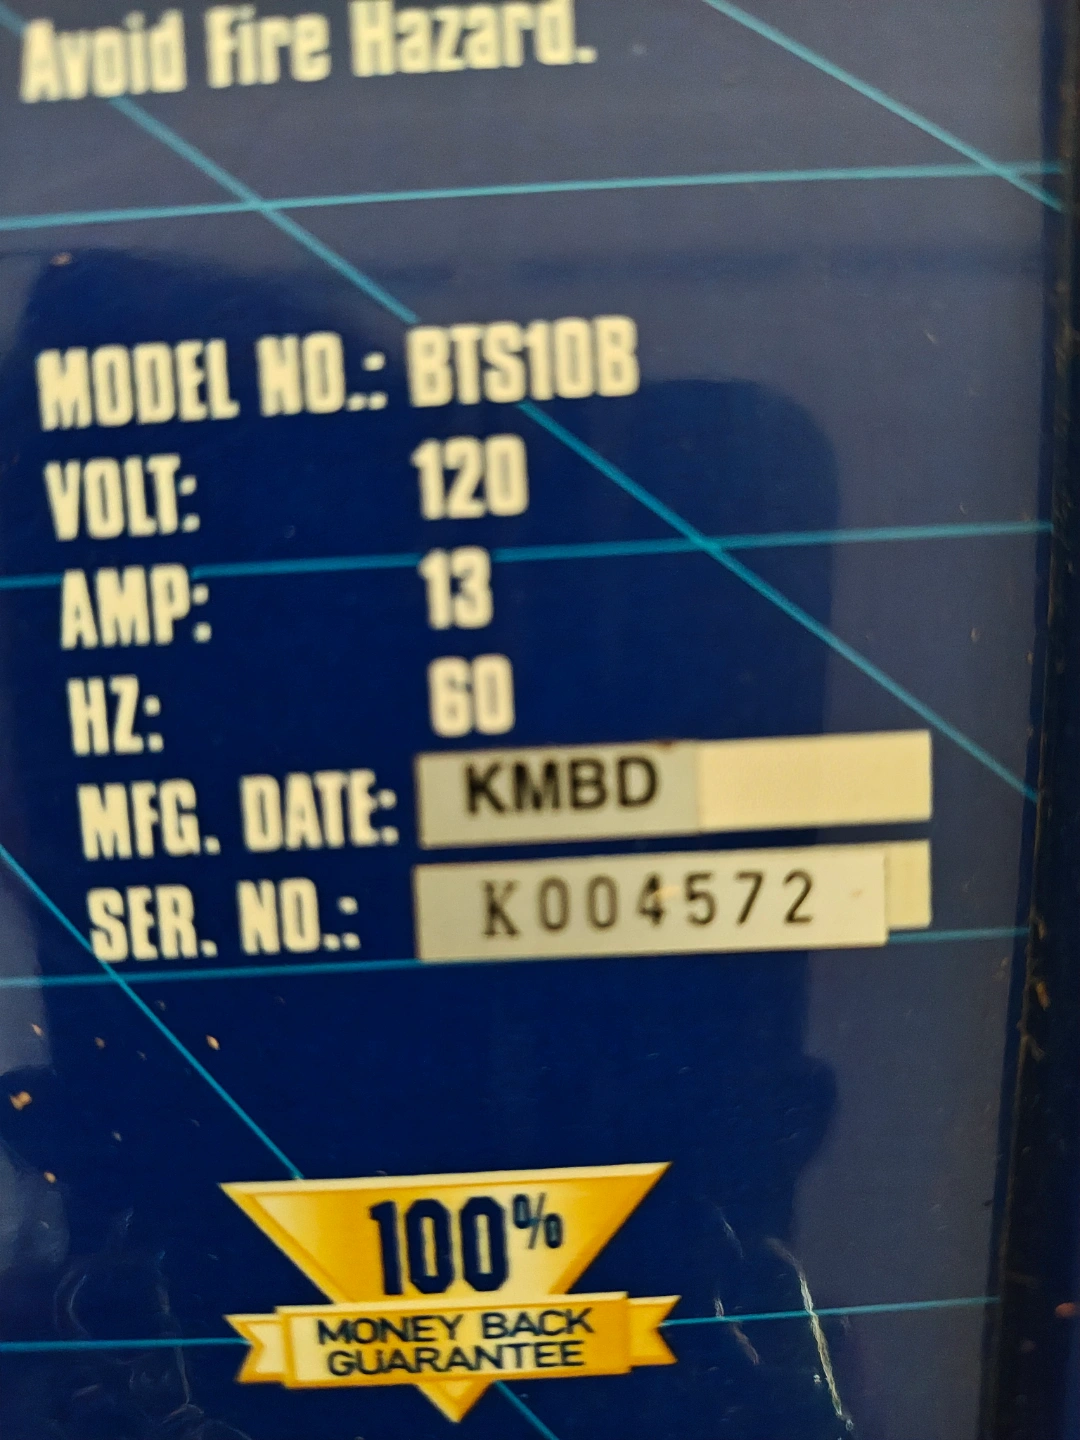 Avoid Fire Hazard.
MODEL NO.: BTS10B
VOLT: 120
AMP: 13
HZ: 60
MFG. DATE: KMBD
SER. NO.: K004572
100%
MONEY BACK
GUARANTEE